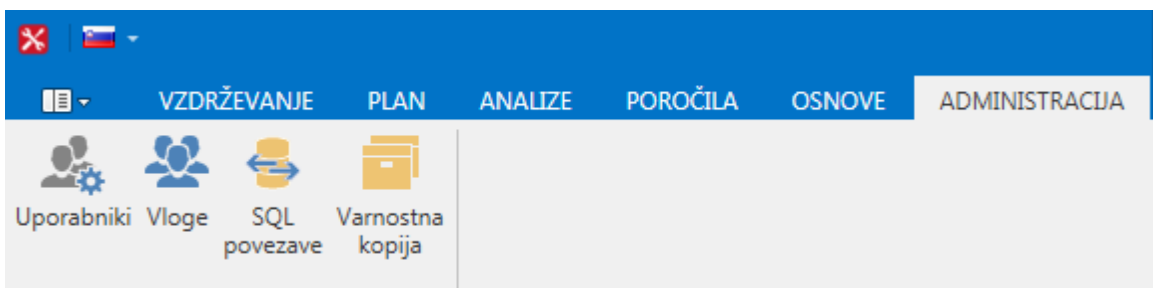 VZDRŽEVANJE PLAN ANALIZE POROČILA OSNOVE ADMINISTRACIJA
Uporabniki Vloge SQL povezave Varnostna kopija